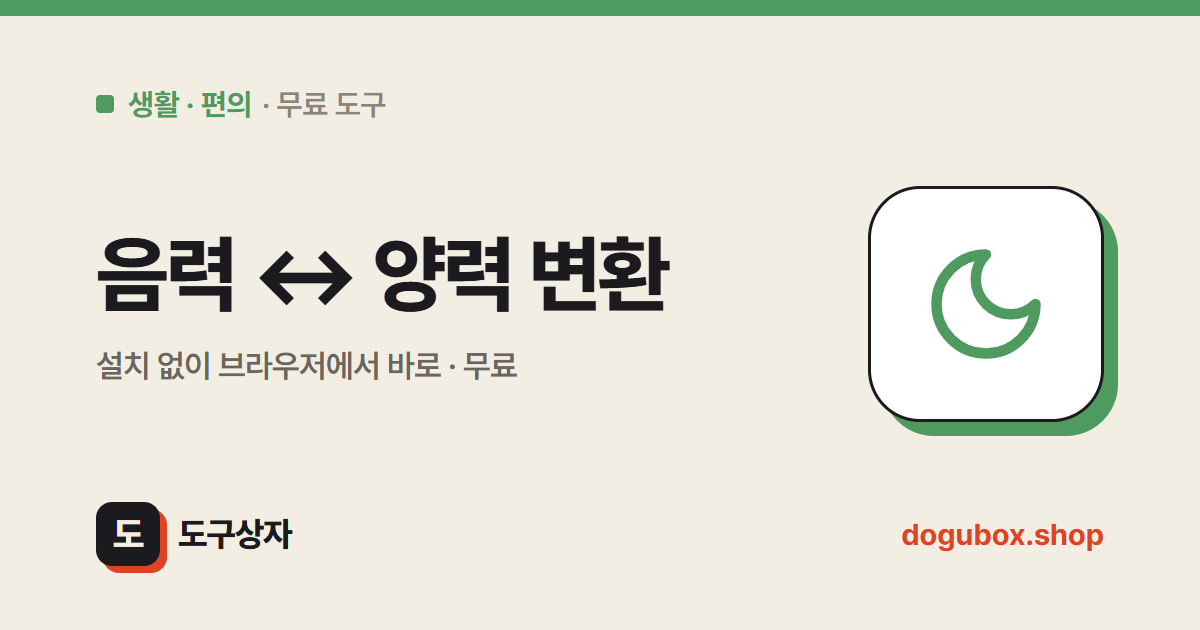 생활 · 편의 · 무료 도구
음력 ↔ 양력 변환
설치 없이 브라우저에서 바로 · 무료
도 도구상자
dogubox.shop